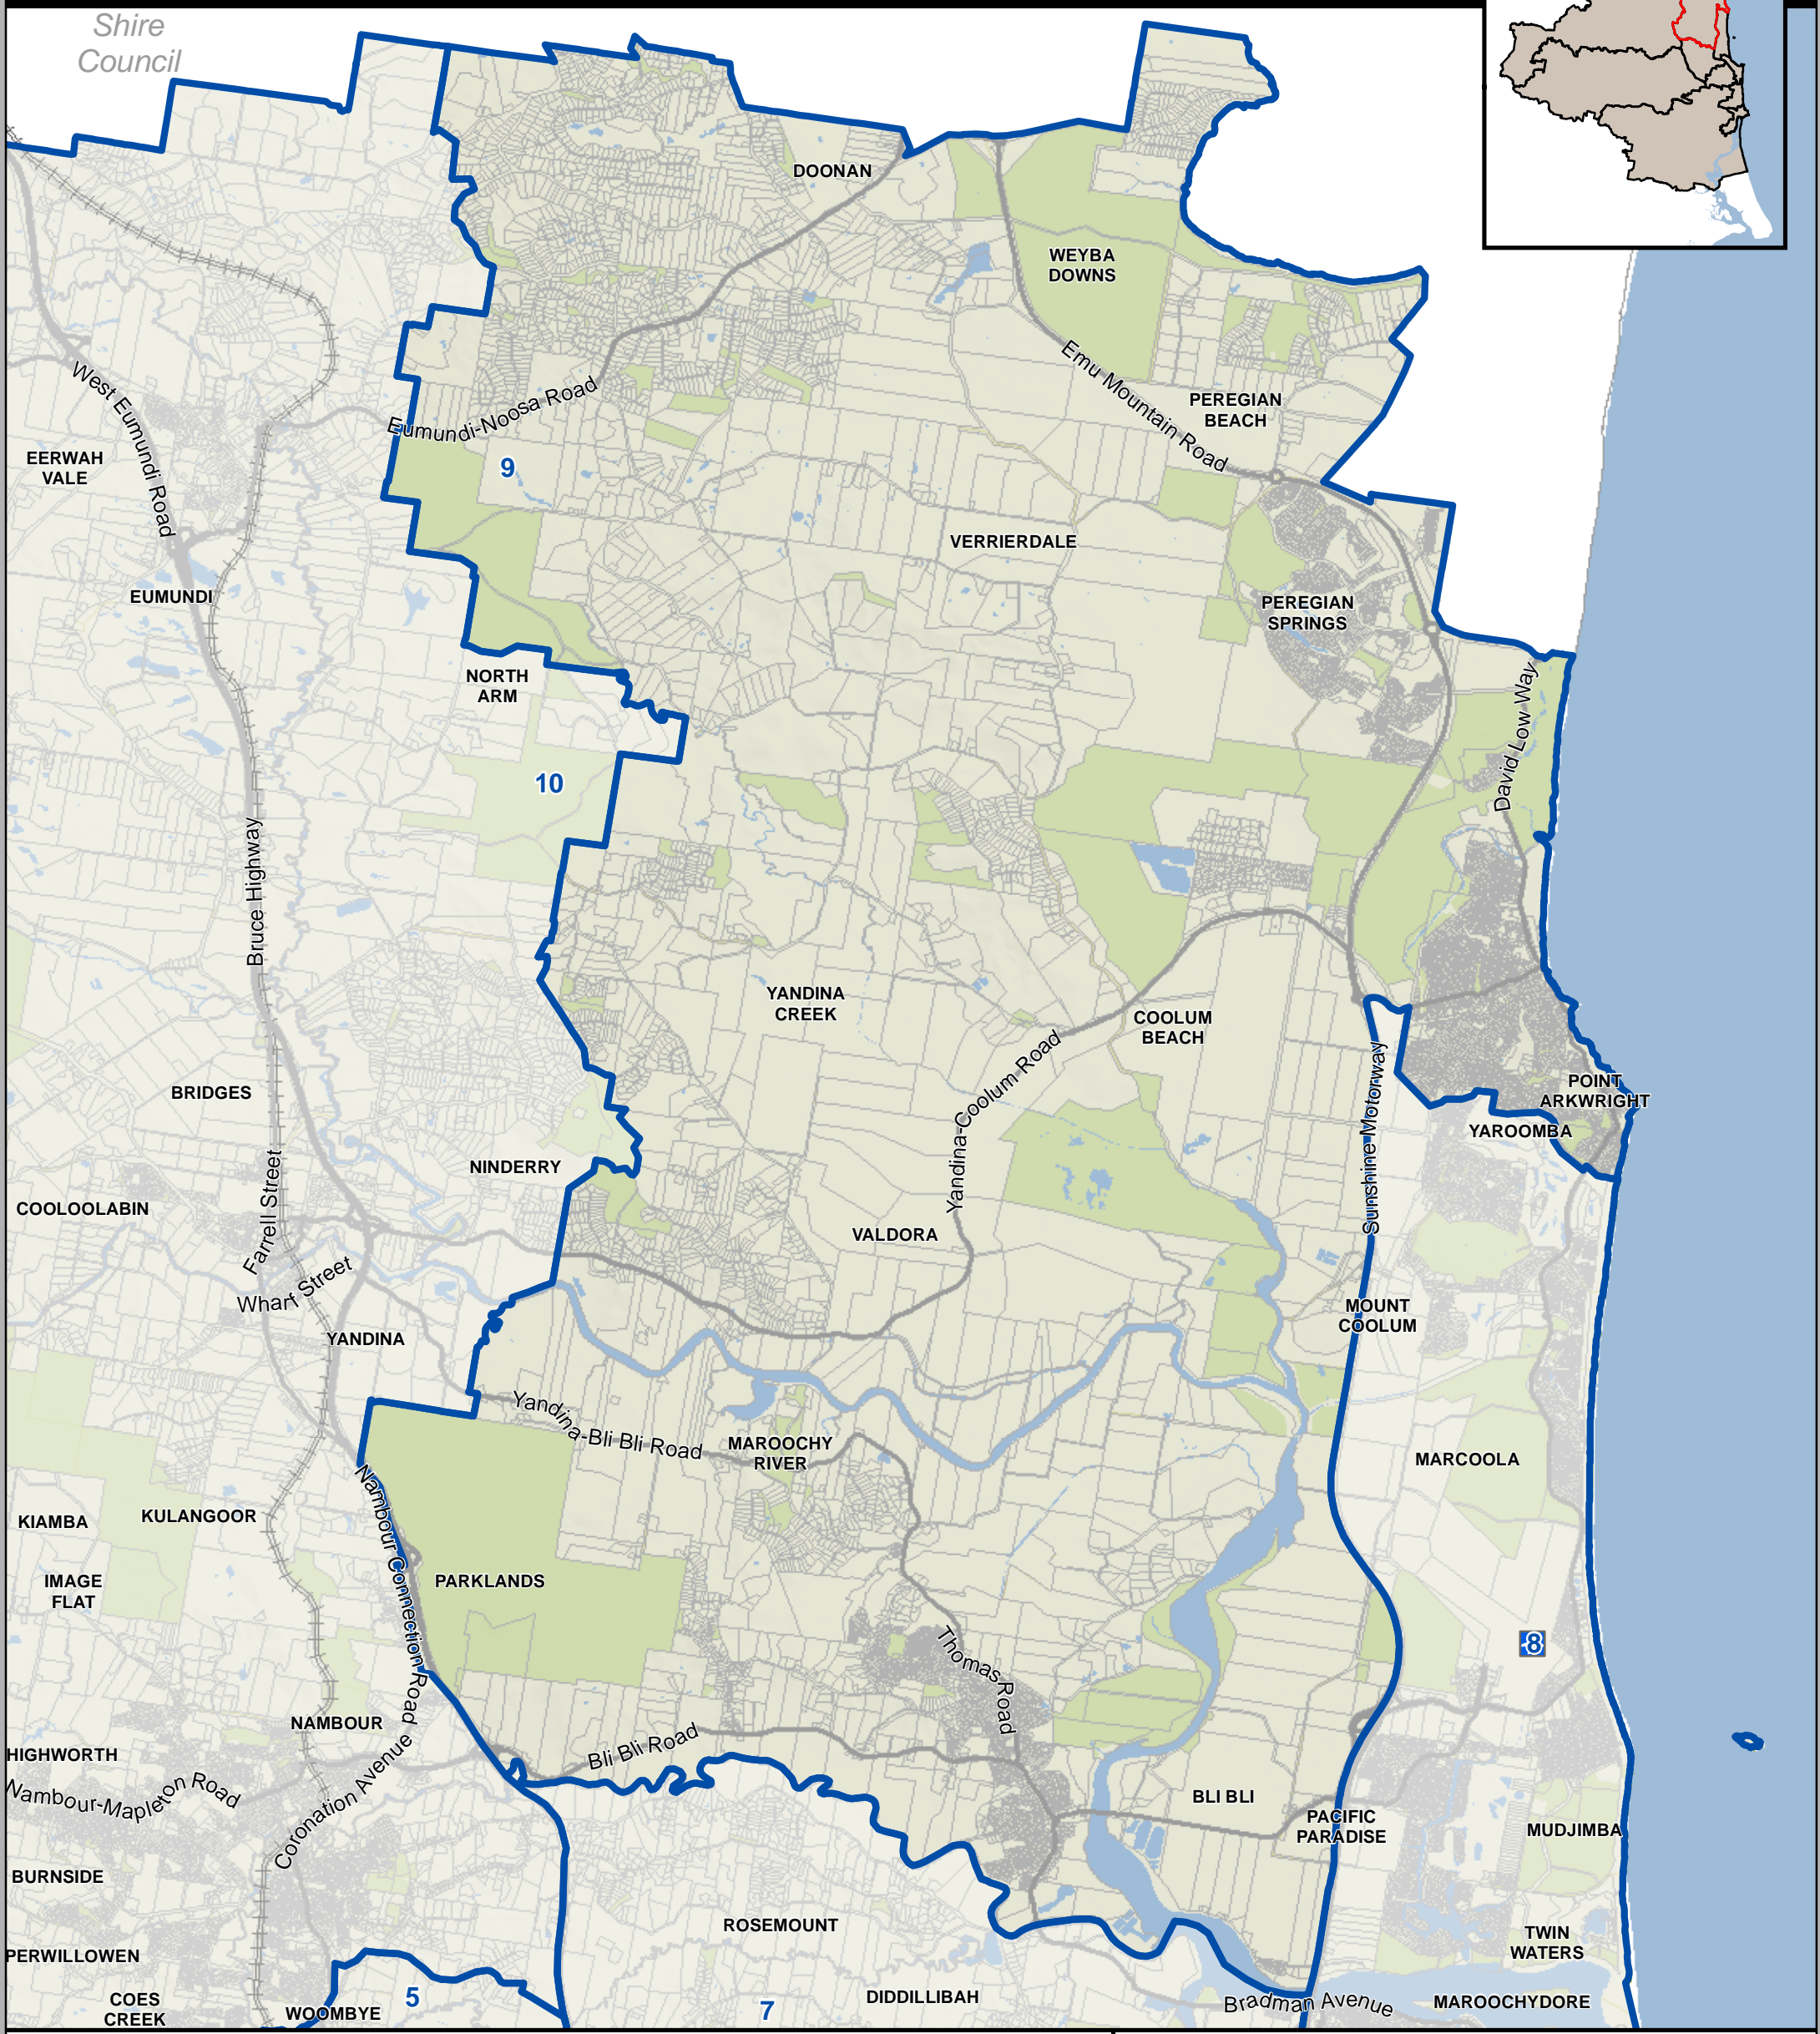 Shire
Council
DOONAN
WEYBA
DOWNS
Emu Mountain Road
PEREGIAN
BEACH
West Eumundi Road
Eumundi-Noosa Road
EERWAH
VALE
9
VERRIERDALE
EUMUNDI
PEREGIAN
SPRINGS
NORTH
ARM
David Low Way
10
Bruce Highway
YANDINA
CREEK
COOLUM
BEACH
Yandina-Coolum Road
Sunshine Motorway
BRIDGES
POINT
ARKWRIGHT
YAROOMBA
NINDERRY
COOLOOLABIN
Farrell Street
VALDORA
Wharf Street
MOUNT
COOLUM
YANDINA
Yandina-Bli Bli Road
MAROOCHY
RIVER
MARCOOLA
Nambour Connection Road
KIAMBA
KULANGOOR
IMAGE
FLAT
PARKLANDS
Thomas Road
8
NAMBOUR
Bli Bli Road
HIGHWORTH
Nambour-Mapleton Road
Coronation Avenue
BLI BLI
PACIFIC
PARADISE
MUDJIMBA
BURNSIDE
ROSEMOUNT
TWIN
WATERS
PERWILLOWEN
5
DIDDILLIBAH
7
Bradman Avenue
MAROOCHYDORE
COES
CREEK
WOOMBYE